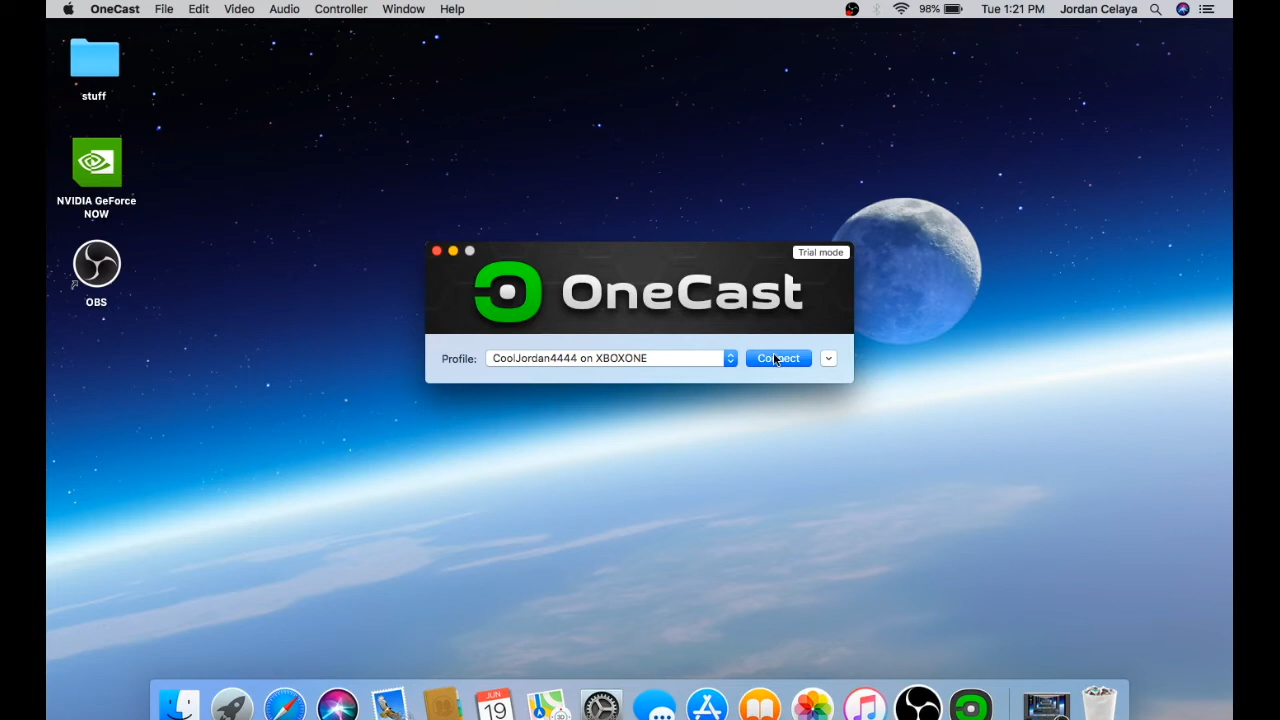 OneCast File Edit Video Audio Controller Window Help 98% Tue 1:21 PM Jordan Celaya
stuff
NVIDIA GeForce
NOW
OBS
Trial mode
OneCast
Profile: CoolJordan4444 on XBOXONE Connect
JUN
19